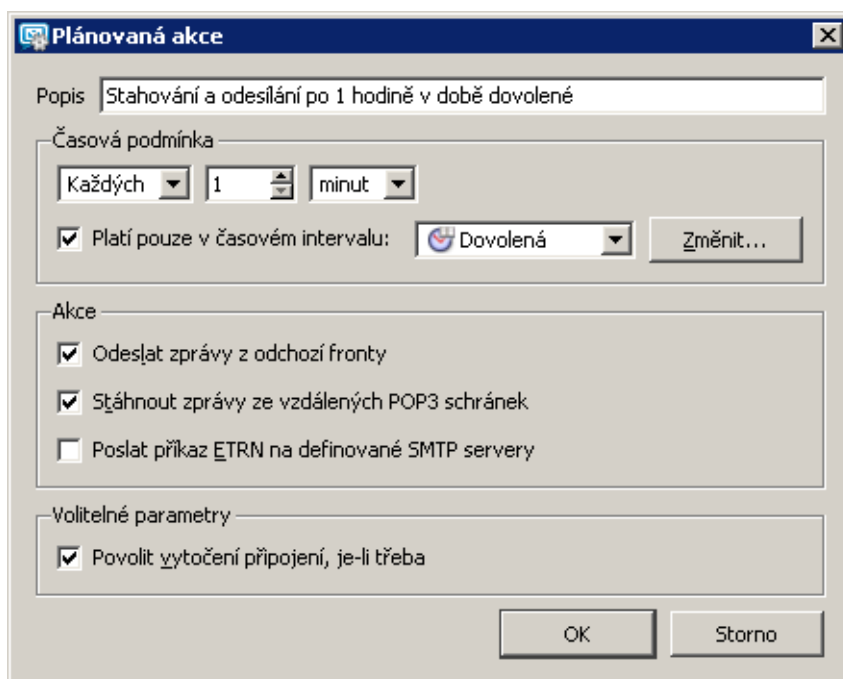 Plánovaná akce
Popis Stahování a odesílání po 1 hodině v době dovolené
Časová podmínka
Každých 1 minut
Platí pouze v časovém intervalu: Dovolená Změnit...
Akce
Odeslat zprávy z odchozí fronty
Stáhnout zprávy ze vzdálených POP3 schránek
Poslat příkaz ETRN na definované SMTP servery
Volitelné parametry
Povolit vytočení připojení, je-li třeba
OK Storno